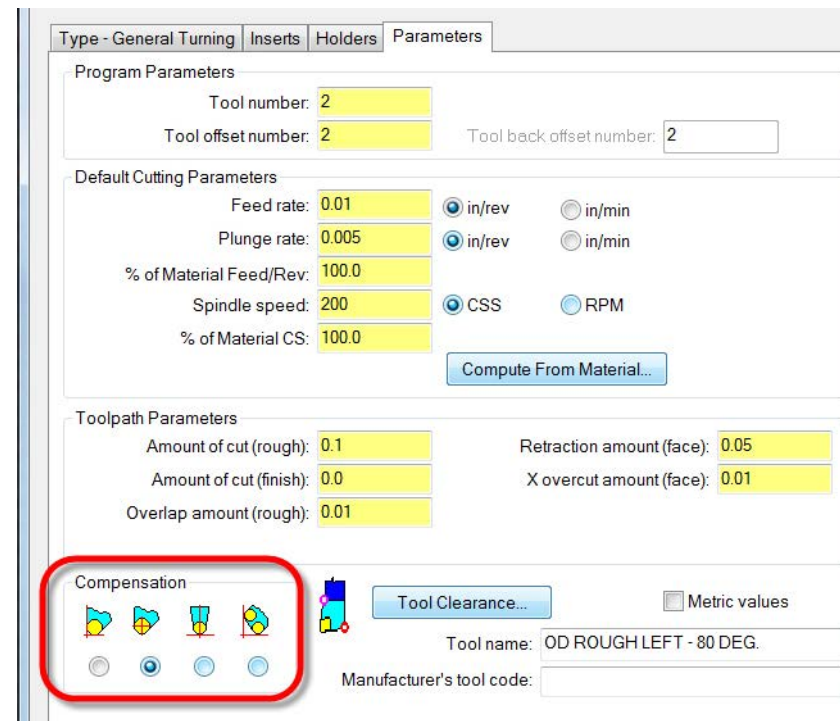 Type - General Turning Inserts Holders Parameters
Program Parameters
Tool number: 2
Tool offset number: 2 Tool back offset number: 2
Default Cutting Parameters
Feed rate: 0.01 in/rev in/min
Plunge rate: 0.005 in/rev in/min
% of Material Feed/Rev: 100.0
Spindle speed: 200 CSS RPM
% of Material CS: 100.0
Compute From Material...
Toolpath Parameters
Amount of cut (rough): 0.1 Retraction amount (face): 0.05
Amount of cut (finish): 0.0 X overcut amount (face): 0.01
Overlap amount (rough): 0.01
Compensation
Tool Clearance... Metric values
Tool name: OD ROUGH LEFT - 80 DEG.
Manufacturer's tool code: